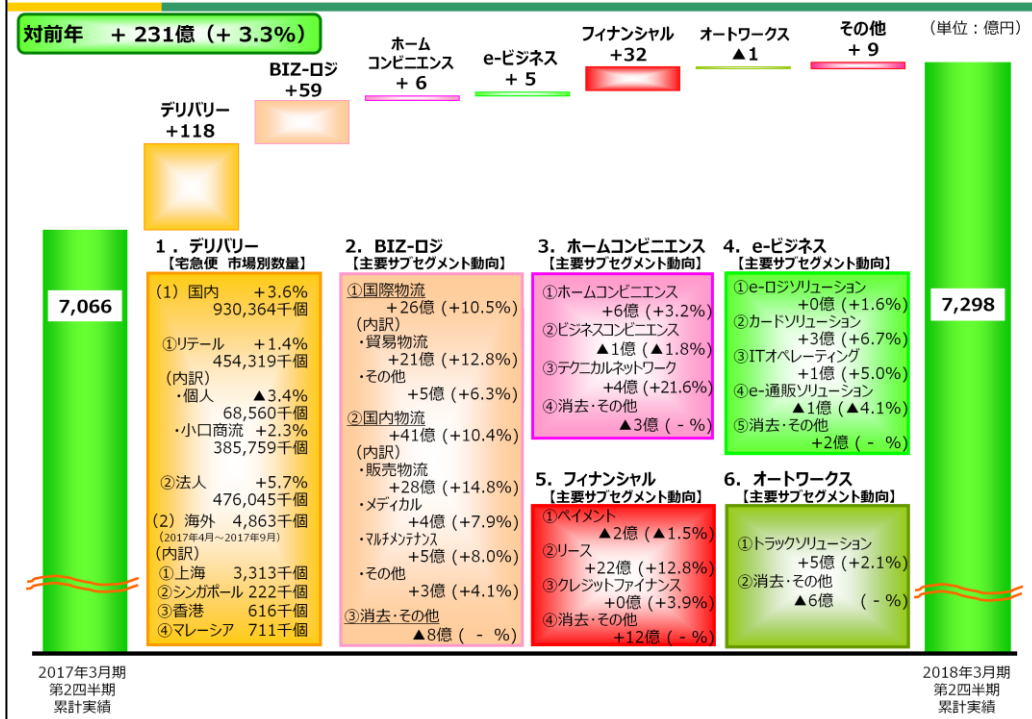 対前年 + 231億 (+ 3.3%)
(単位:億円)
デリバリー
+118
BIZ-ロジ
+59
ホーム
コンビニエンス
+ 6
e-ビジネス
+ 5
フィナンシャル
+32
オートワークス
▲1
その他
+ 9
7,066
2017年3月期
第2四半期
累計実績
1.デリバリー
【宅急便 市場別数量】
(1) 国内 +3.6%
930,364千個
①リテール +1.4%
454,319千個
(内訳)
・個人 ▲3.4%
68,560千個
・小口商流 +2.3%
385,759千個
②法人 +5.7%
476,045千個
(2) 海外 4,863千個
(2017年4月~2017年9月)
(内訳)
①上海 3,313千個
②シンガポール 222千個
③香港 616千個
④マレーシア 711千個
2. BIZ-ロジ
【主要サブセグメント動向】
①国際物流
+26億 (+10.5%)
(内訳)
・貿易物流
+21億 (+12.8%)
・その他
+5億 (+6.3%)
②国内物流
+41億 (+10.4%)
(内訳)
・販売物流
+28億 (+14.8%)
・メディカル
+4億 (+7.9%)
・マルチメンテナンス
+5億 (+8.0%)
・その他
+3億 (+4.1%)
③消去・その他
▲8億 ( - %)
3. ホームコンビニエンス
【主要サブセグメント動向】
①ホームコンビニエンス
+6億 (+3.2%)
②ビジネスコンビニエンス
▲1億 (▲1.8%)
③テクニカルネットワーク
+4億 (+21.6%)
④消去・その他
▲3億 ( - %)
4. e-ビジネス
【主要サブセグメント動向】
①e-ロジソリューション
+0億 (+1.6%)
②カードソリューション
+3億 (+6.7%)
③ITオペレーティング
+1億 (+5.0%)
④e-通販ソリューション
▲1億 (▲4.1%)
⑤消去・その他
+2億 ( - %)
5. フィナンシャル
【主要サブセグメント動向】
①ペイメント
▲2億 (▲1.5%)
②リース
+22億 (+12.8%)
③クレジットファイナンス
+0億 (+3.9%)
④消去・その他
+12億 ( - %)
6. オートワークス
【主要サブセグメント動向】
①トラックソリューション
+5億 (+2.1%)
②消去・その他
▲6億 ( - %)
7,298
2018年3月期
第2四半期
累計実績